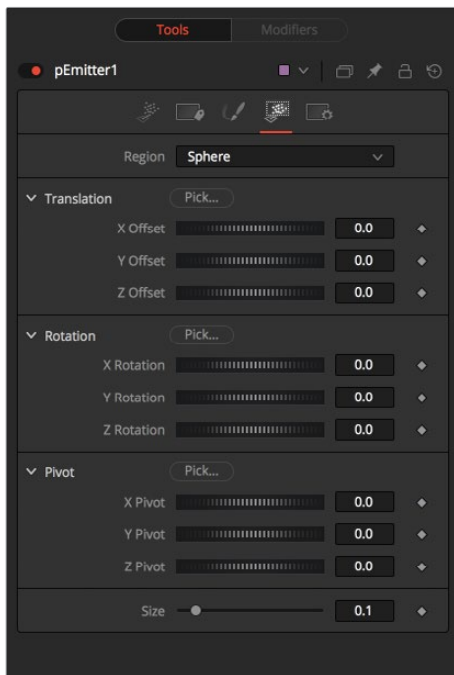 Tools Modifiers
pEmitter1
Region Sphere
Translation Pick...
X Offset 0.0
Y Offset 0.0
Z Offset 0.0
Rotation Pick...
X Rotation 0.0
Y Rotation 0.0
Z Rotation 0.0
Pivot Pick...
X Pivot 0.0
Y Pivot 0.0
Z Pivot 0.0
Size 0.1